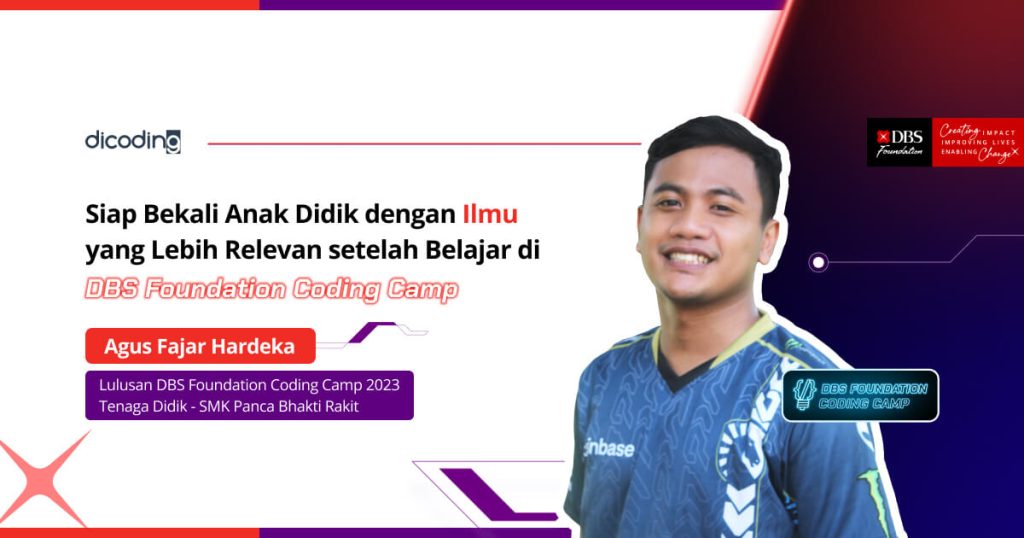 dicoding
DBS
Foundation
Creating IMPACT
IMPROVING LIVES
ENABLING Change
Siap Bekali Anak Didik dengan Ilmu
yang Lebih Relevan setelah Belajar di
DBS Foundation Coding Camp
Agus Fajar Hardeka
Lulusan DBS Foundation Coding Camp 2023
Tenaga Didik - SMK Panca Bhakti Rakit
DBS FOUNDATION
CODING CAMP